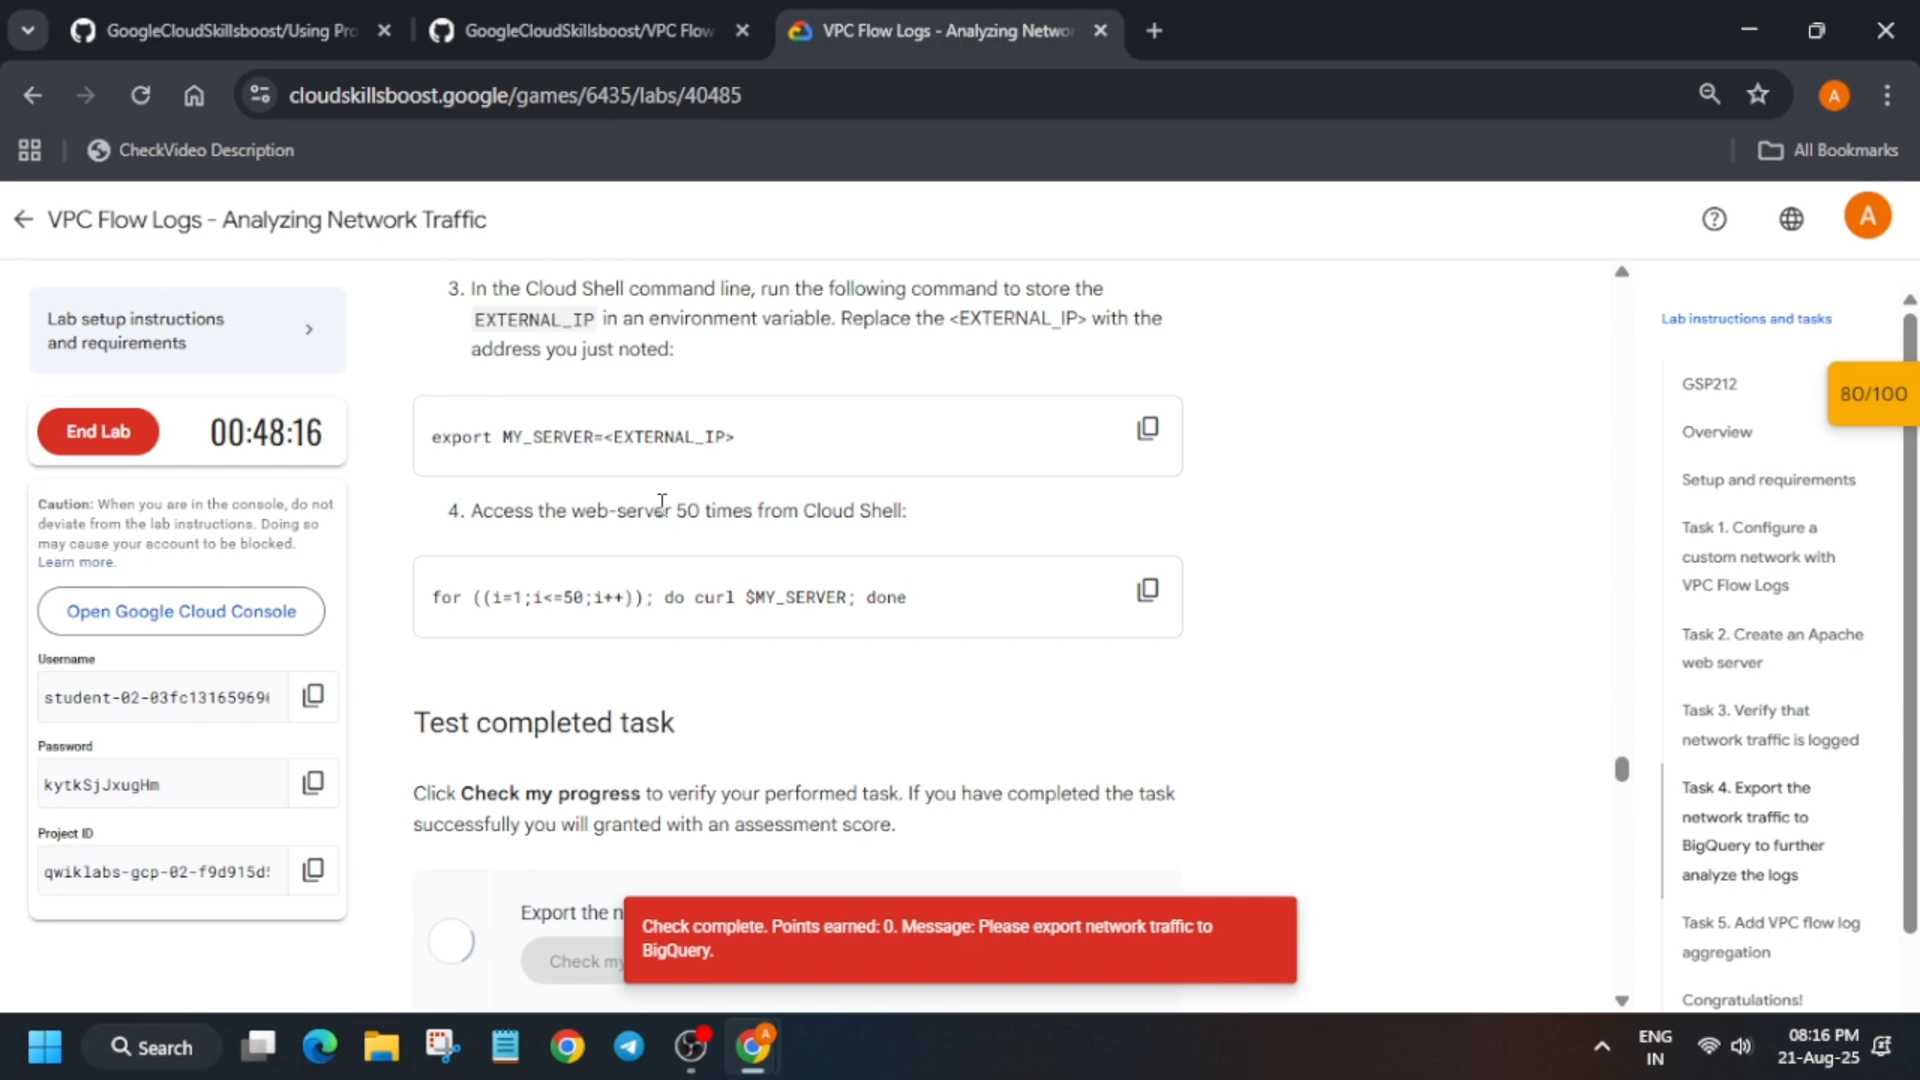 GoogleCloudSkillsboost/Using Pro
GoogleCloudSkillsboost/VPC Flow
VPC Flow Logs - Analyzing Netwo
cloudskillsboost.google/games/6435/labs/40485
A
CheckVideo Description
All Bookmarks
VPC Flow Logs - Analyzing Network Traffic
A
Lab setup instructions
and requirements
End Lab
00:48:16
Caution: When you are in the console, do not
deviate from the lab instructions. Doing so
may cause your account to be blocked.
Learn more.
Open Google Cloud Console
Username
student-02-03fc13165969
Password
kytkSjJxugHm
Project ID
qwiklabs-gcp-02-f9d915d5
3. In the Cloud Shell command line, run the following command to store the
EXTERNAL_IP in an environment variable. Replace the <EXTERNAL_IP> with the
address you just noted:
export MY_SERVER=<EXTERNAL_IP>
4. Access the web-server 50 times from Cloud Shell:
for ((i=1;i<=50;i++)); do curl $MY_SERVER; done
Test completed task
Click Check my progress to verify your performed task. If you have completed the task
successfully you will granted with an assessment score.
Export the n
Check my
Check complete. Points earned: 0. Message: Please export network traffic to
BigQuery.
Lab instructions and tasks
80/100
GSP212
Overview
Setup and requirements
Task 1. Configure a
custom network with
VPC Flow Logs
Task 2. Create an Apache
web server
Task 3. Verify that
network traffic is logged
Task 4. Export the
network traffic to
BigQuery to further
analyze the logs
Task 5. Add VPC flow log
aggregation
Congratulations!
Search
A
ENG
IN
08:16 PM
21-Aug-25